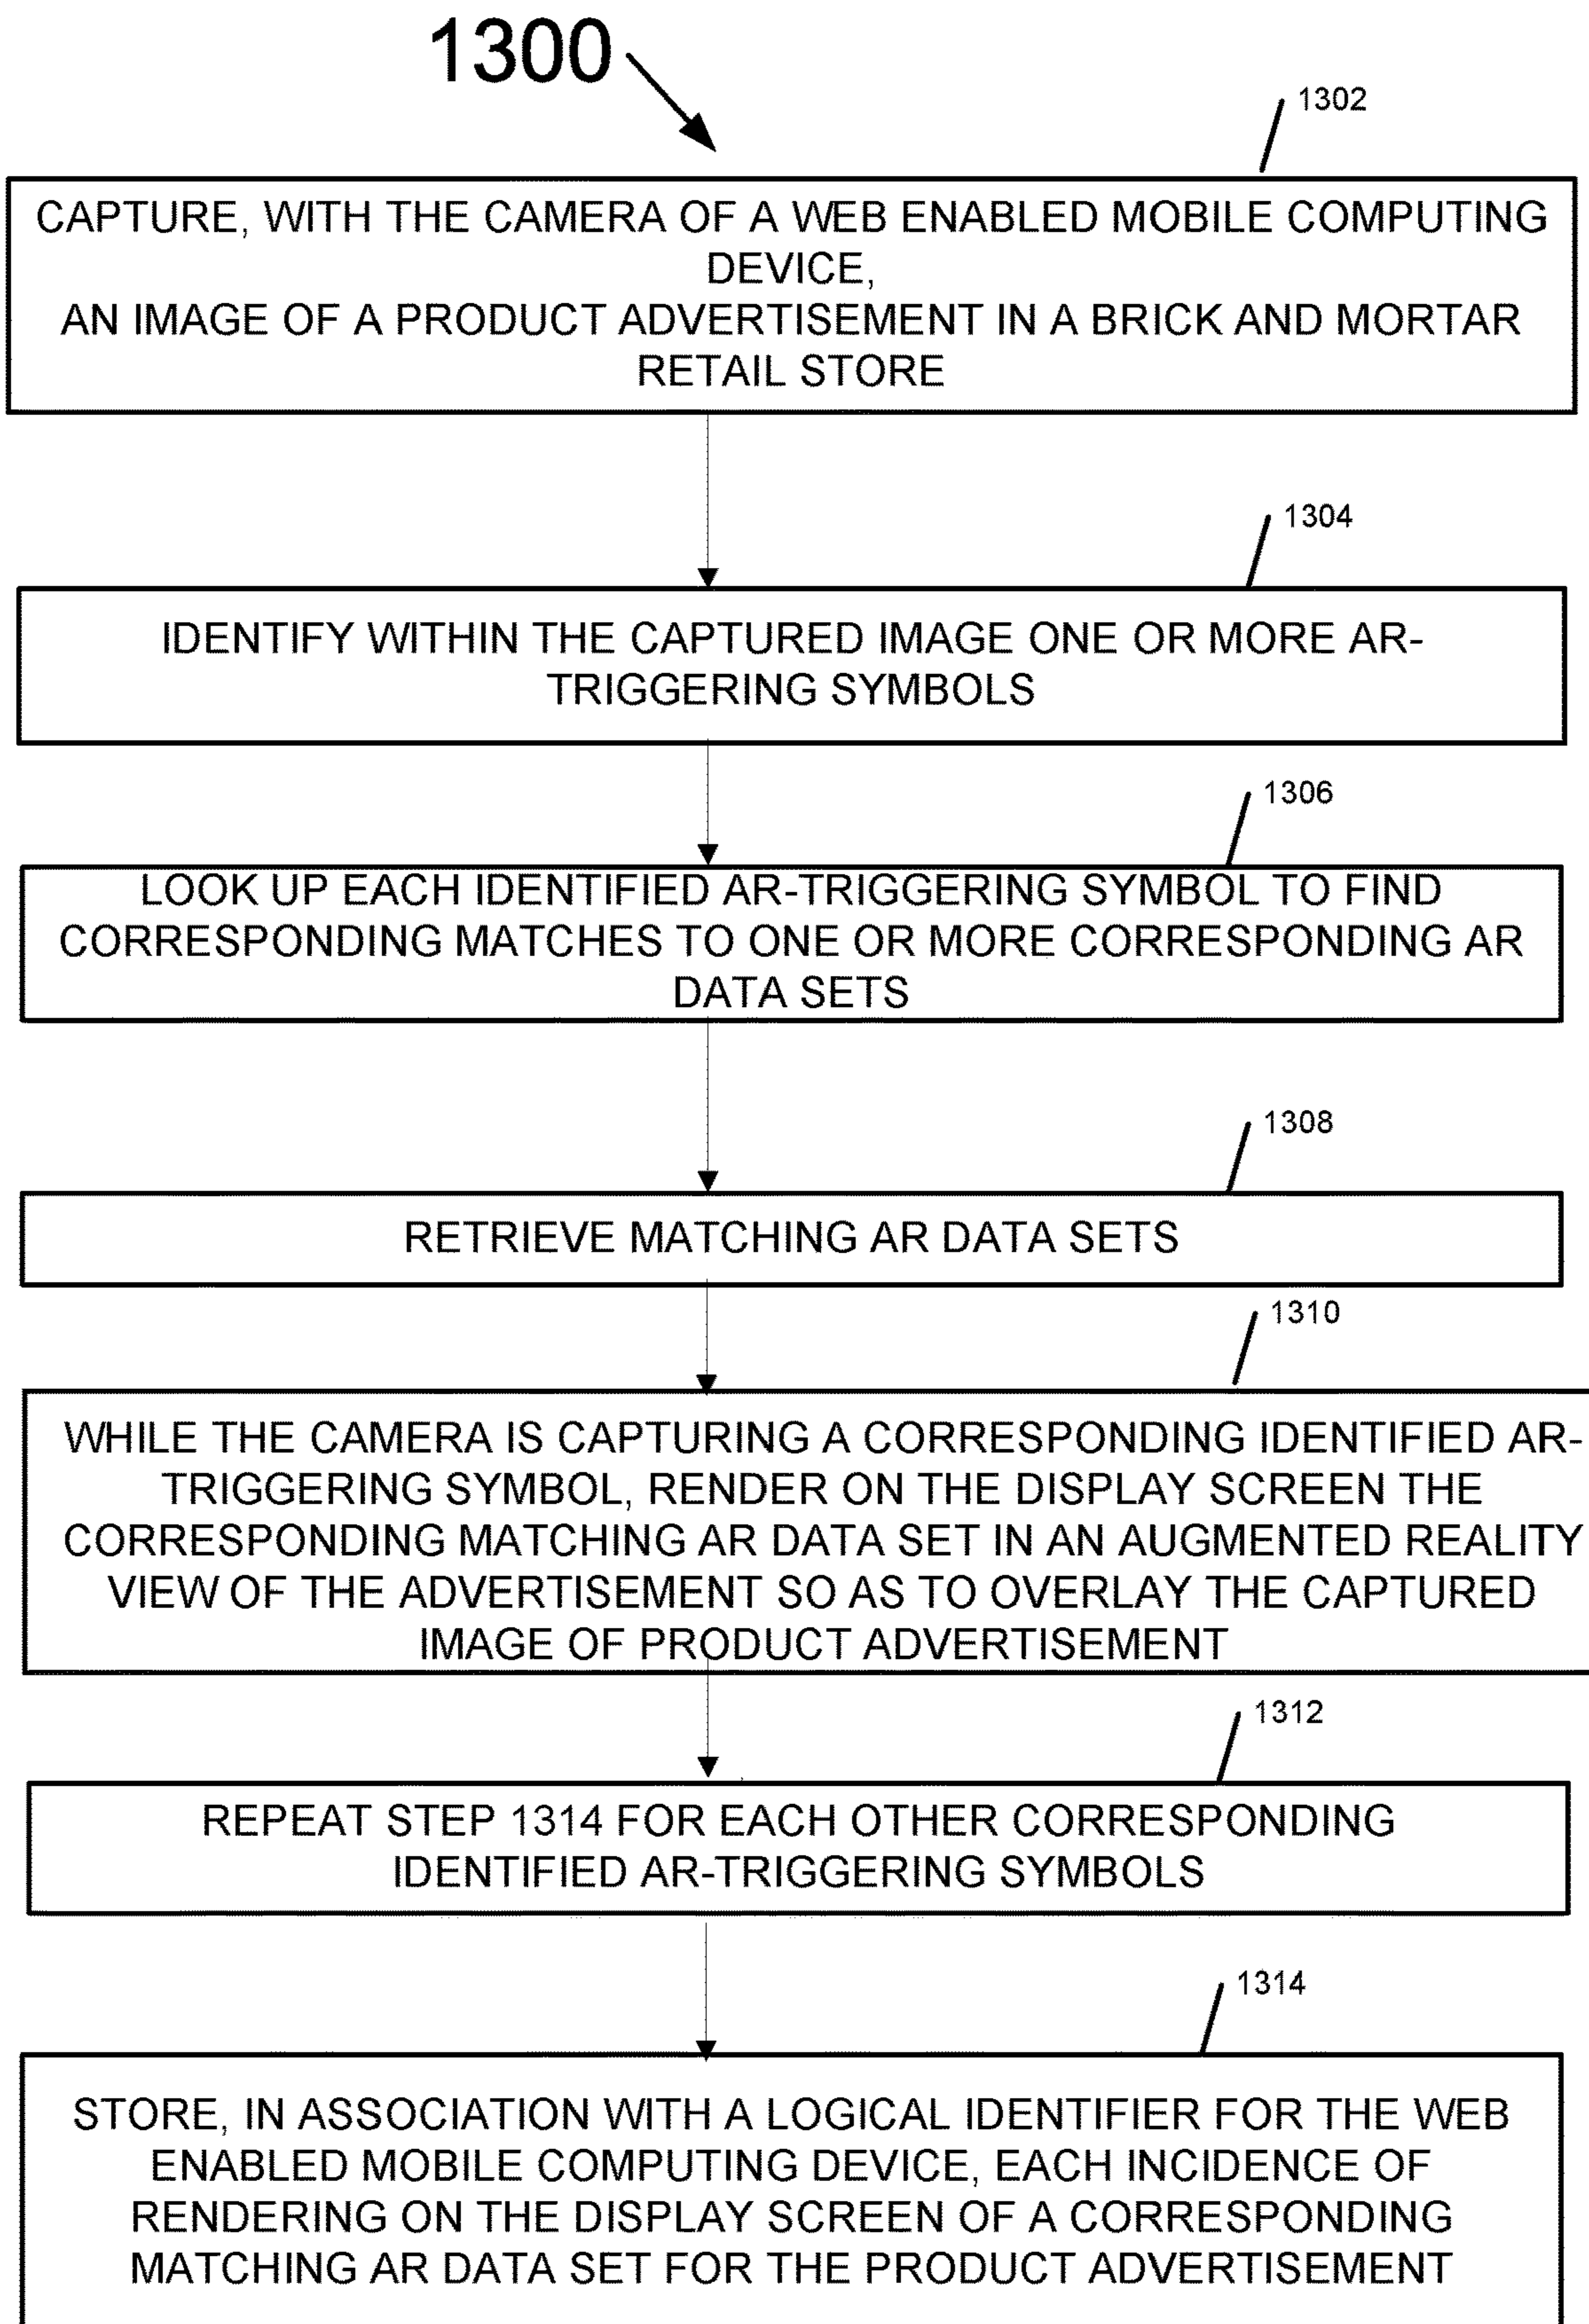 1300
1302
CAPTURE, WITH THE CAMERA OF A WEB ENABLED MOBILE COMPUTING
DEVICE,
AN IMAGE OF A PRODUCT ADVERTISEMENT IN A BRICK AND MORTAR
RETAIL STORE
1304
IDENTIFY WITHIN THE CAPTURED IMAGE ONE OR MORE AR-
TRIGGERING SYMBOLS
1306
LOOK UP EACH IDENTIFIED AR-TRIGGERING SYMBOL TO FIND
CORRESPONDING MATCHES TO ONE OR MORE CORRESPONDING AR
DATA SETS
1308
RETRIEVE MATCHING AR DATA SETS
1310
WHILE THE CAMERA IS CAPTURING A CORRESPONDING IDENTIFIED AR-
TRIGGERING SYMBOL, RENDER ON THE DISPLAY SCREEN THE
CORRESPONDING MATCHING AR DATA SET IN AN AUGMENTED REALITY
VIEW OF THE ADVERTISEMENT SO AS TO OVERLAY THE CAPTURED
IMAGE OF PRODUCT ADVERTISEMENT
1312
REPEAT STEP 1314 FOR EACH OTHER CORRESPONDING
IDENTIFIED AR-TRIGGERING SYMBOLS
1314
STORE, IN ASSOCIATION WITH A LOGICAL IDENTIFIER FOR THE WEB
ENABLED MOBILE COMPUTING DEVICE, EACH INCIDENCE OF
RENDERING ON THE DISPLAY SCREEN OF A CORRESPONDING
MATCHING AR DATA SET FOR THE PRODUCT ADVERTISEMENT